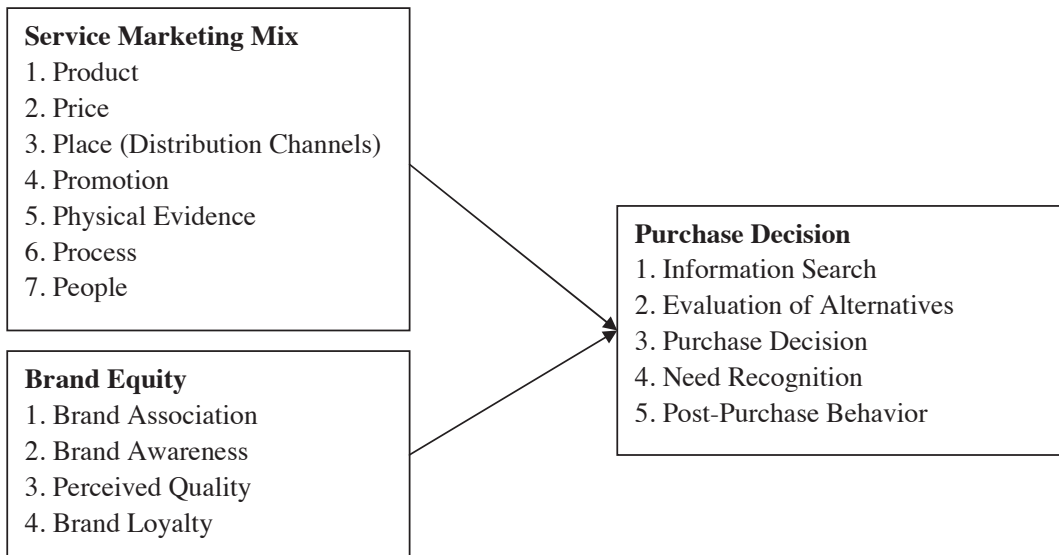 Service Marketing Mix
1. Product
2. Price
3. Place (Distribution Channels)
4. Promotion
5. Physical Evidence
6. Process
7. People
Brand Equity
1. Brand Association
2. Brand Awareness
3. Perceived Quality
4. Brand Loyalty
Purchase Decision
1. Information Search
2. Evaluation of Alternatives
3. Purchase Decision
4. Need Recognition
5. Post-Purchase Behavior